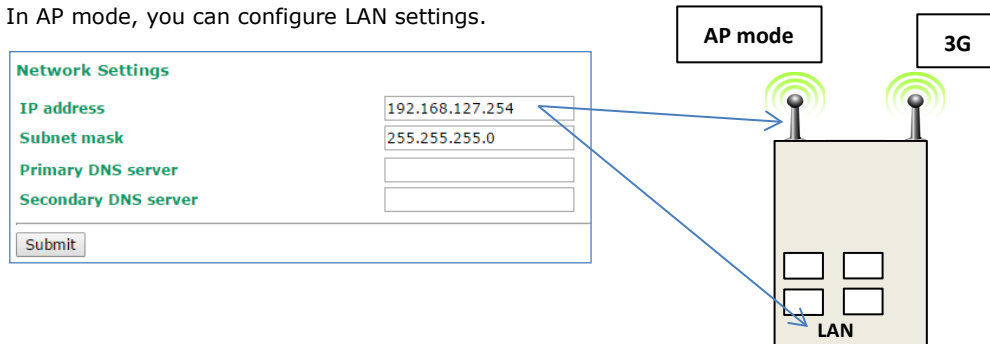 In AP mode, you can configure LAN settings.
AP mode
3G
Network Settings
IP address 192.168.127.254
Subnet mask 255.255.255.0
Primary DNS server
Secondary DNS server
Submit
LAN